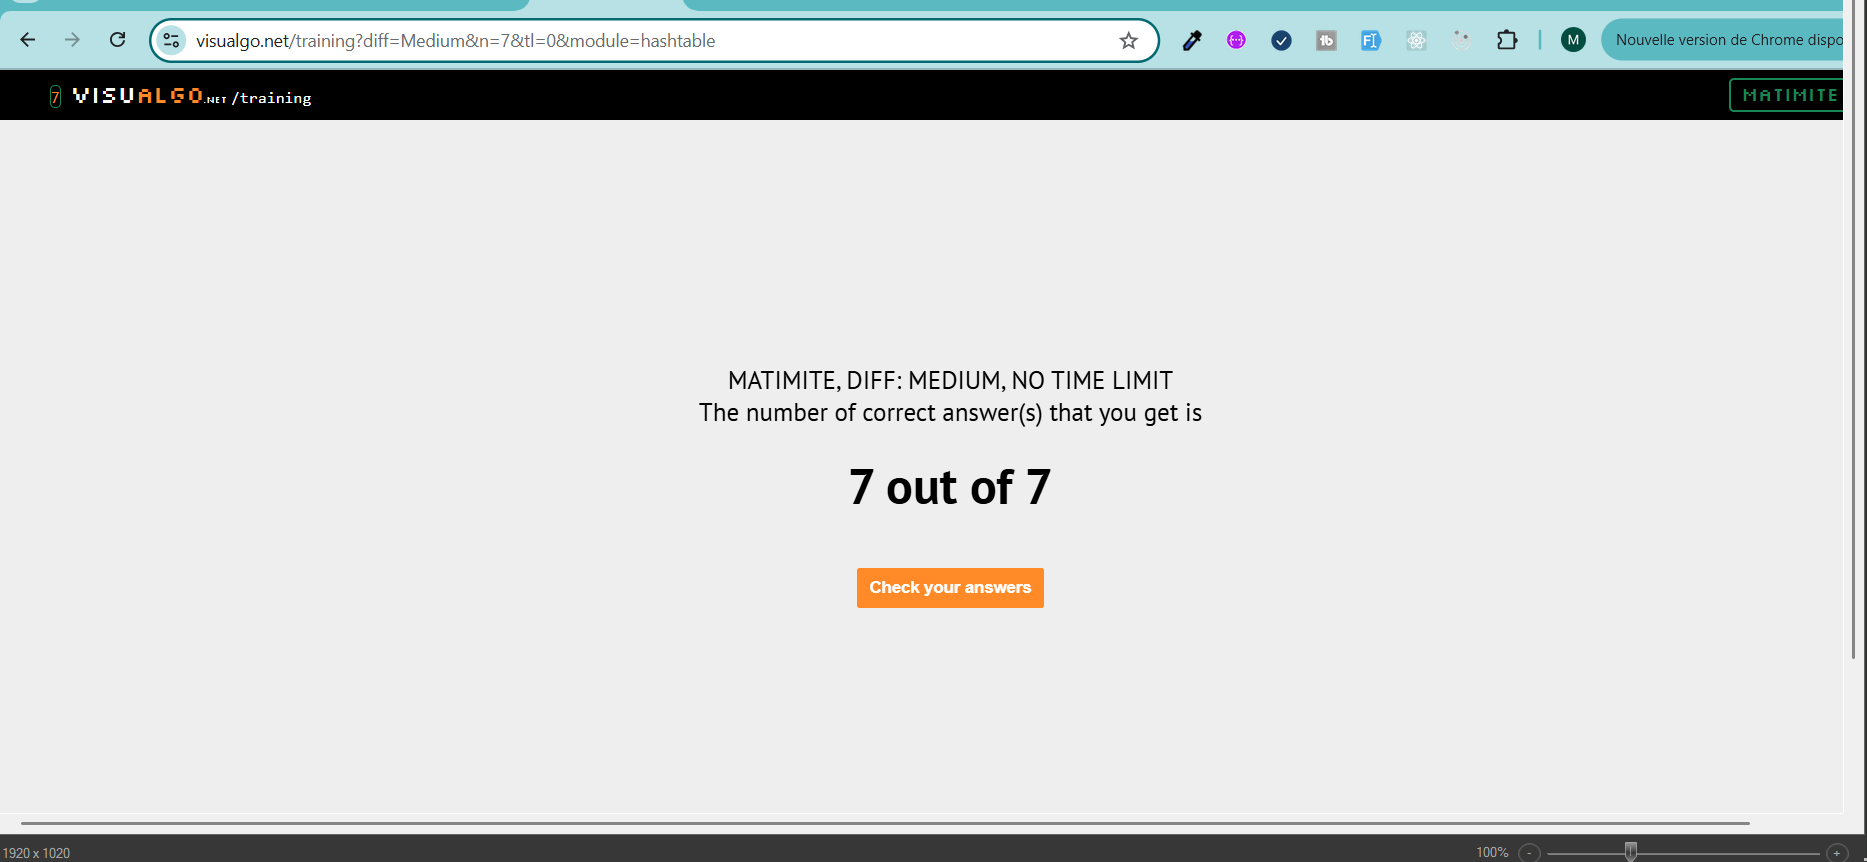 visualgo.net/training?diff=Medium&n=7&tl=0&module=hashtable
M
Nouvelle version de Chrome dispo
7 VISUALGO.NET /training
MATIMITE
MATIMITE, DIFF: MEDIUM, NO TIME LIMIT
The number of correct answer(s) that you get is
7 out of 7
Check your answers
1920 x 1020
100%